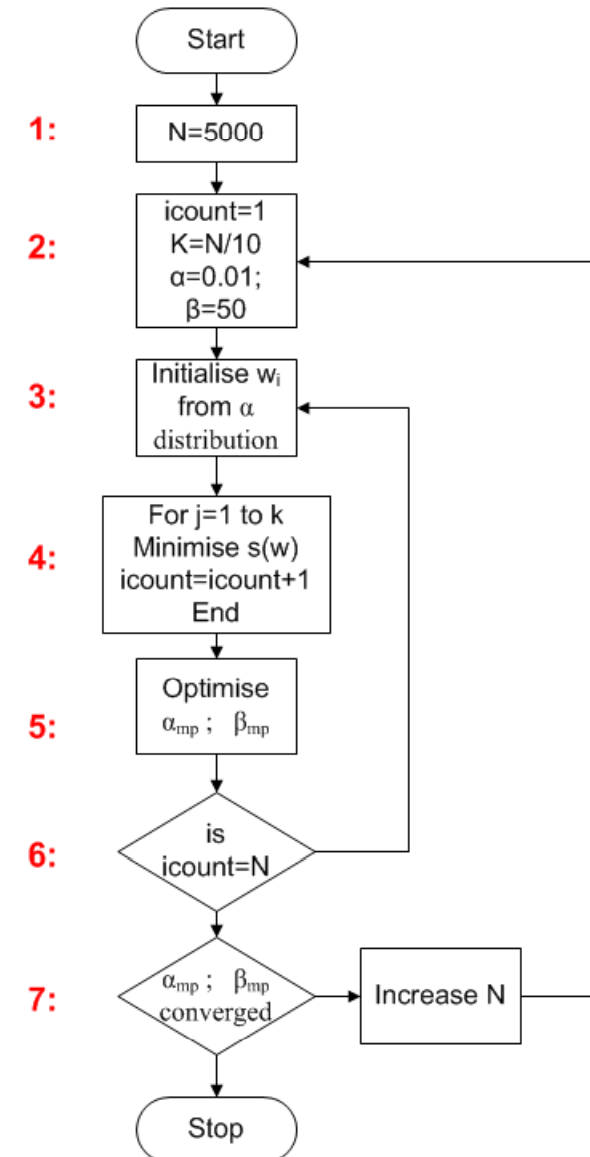 Start
1:
N=5000
2:
icount=1
K=N/10
α=0.01;
β=50
3:
Initialise wᵢ
from α
distribution
4:
For j=1 to k
Minimise s(w)
icount=icount+1
End
5:
Optimise
αmp ; βmp
6:
is
icount=N
7:
αmp ; βmp
converged
Increase N
Stop